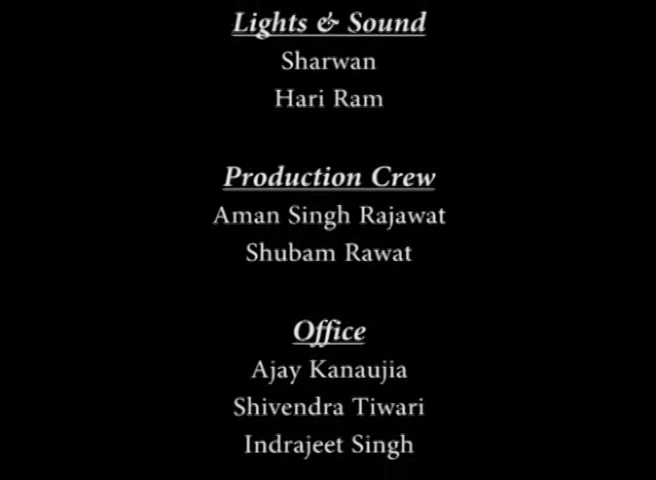 Lights & Sound
Sharwan
Hari Ram
Production Crew
Aman Singh Rajawat
Shubam Rawat
Office
Ajay Kanaujia
Shivendra Tiwari
Indrajeet Singh